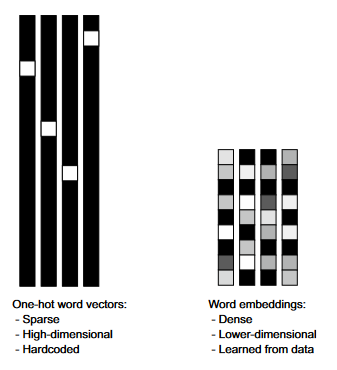 One-hot word vectors:
- Sparse
- High-dimensional
- Hardcoded
Word embeddings:
- Dense
- Lower-dimensional
- Learned from data